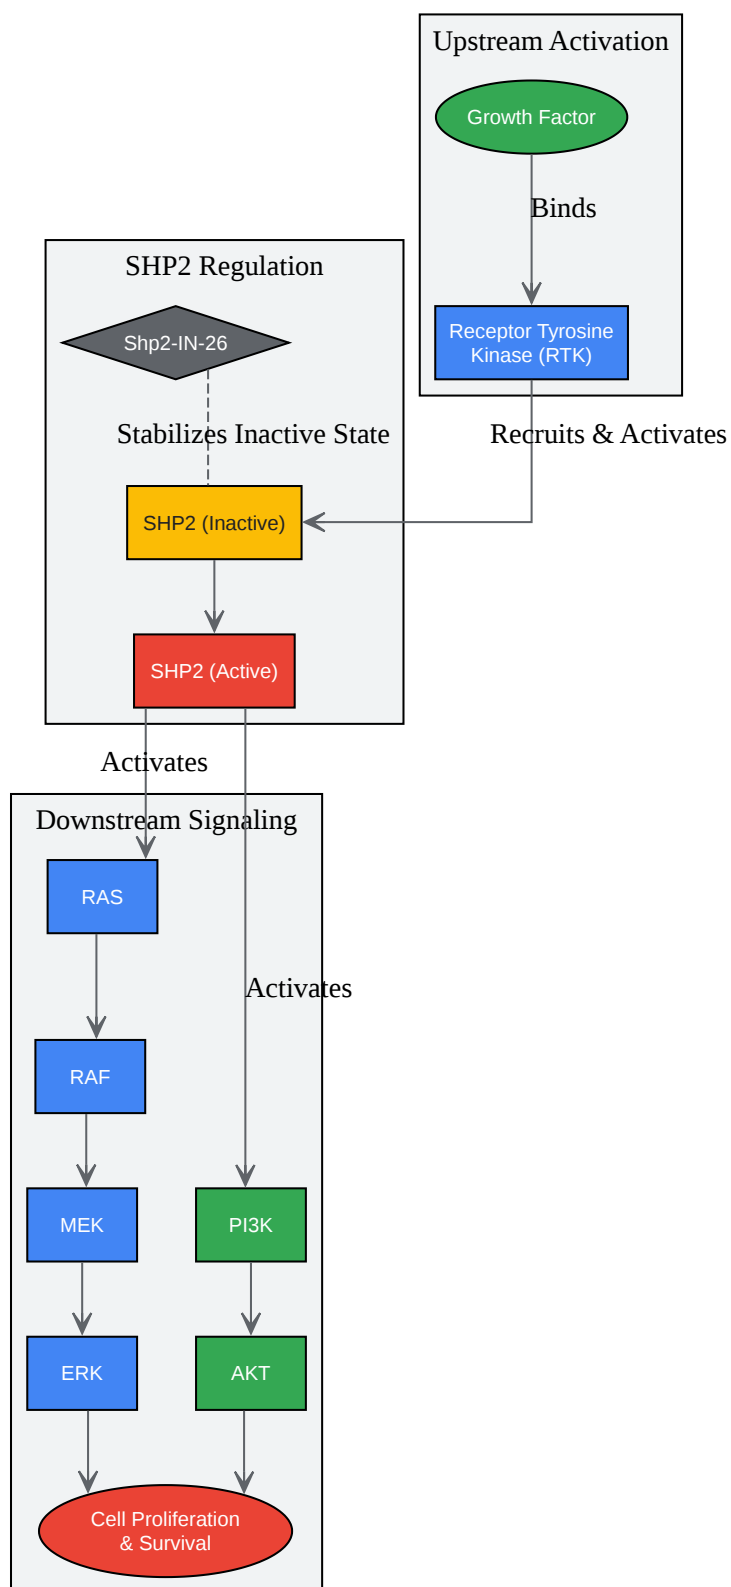 Upstream Activation
Growth Factor
Binds
SHP2 Regulation
Shp2-IN-26
Receptor Tyrosine
Kinase (RTK)
Stabilizes Inactive State
Recruits & Activates
SHP2 (Inactive)
SHP2 (Active)
Activates
Downstream Signaling
RAS
Activates
RAF
MEK
PI3K
ERK
AKT
Cell Proliferation
& Survival